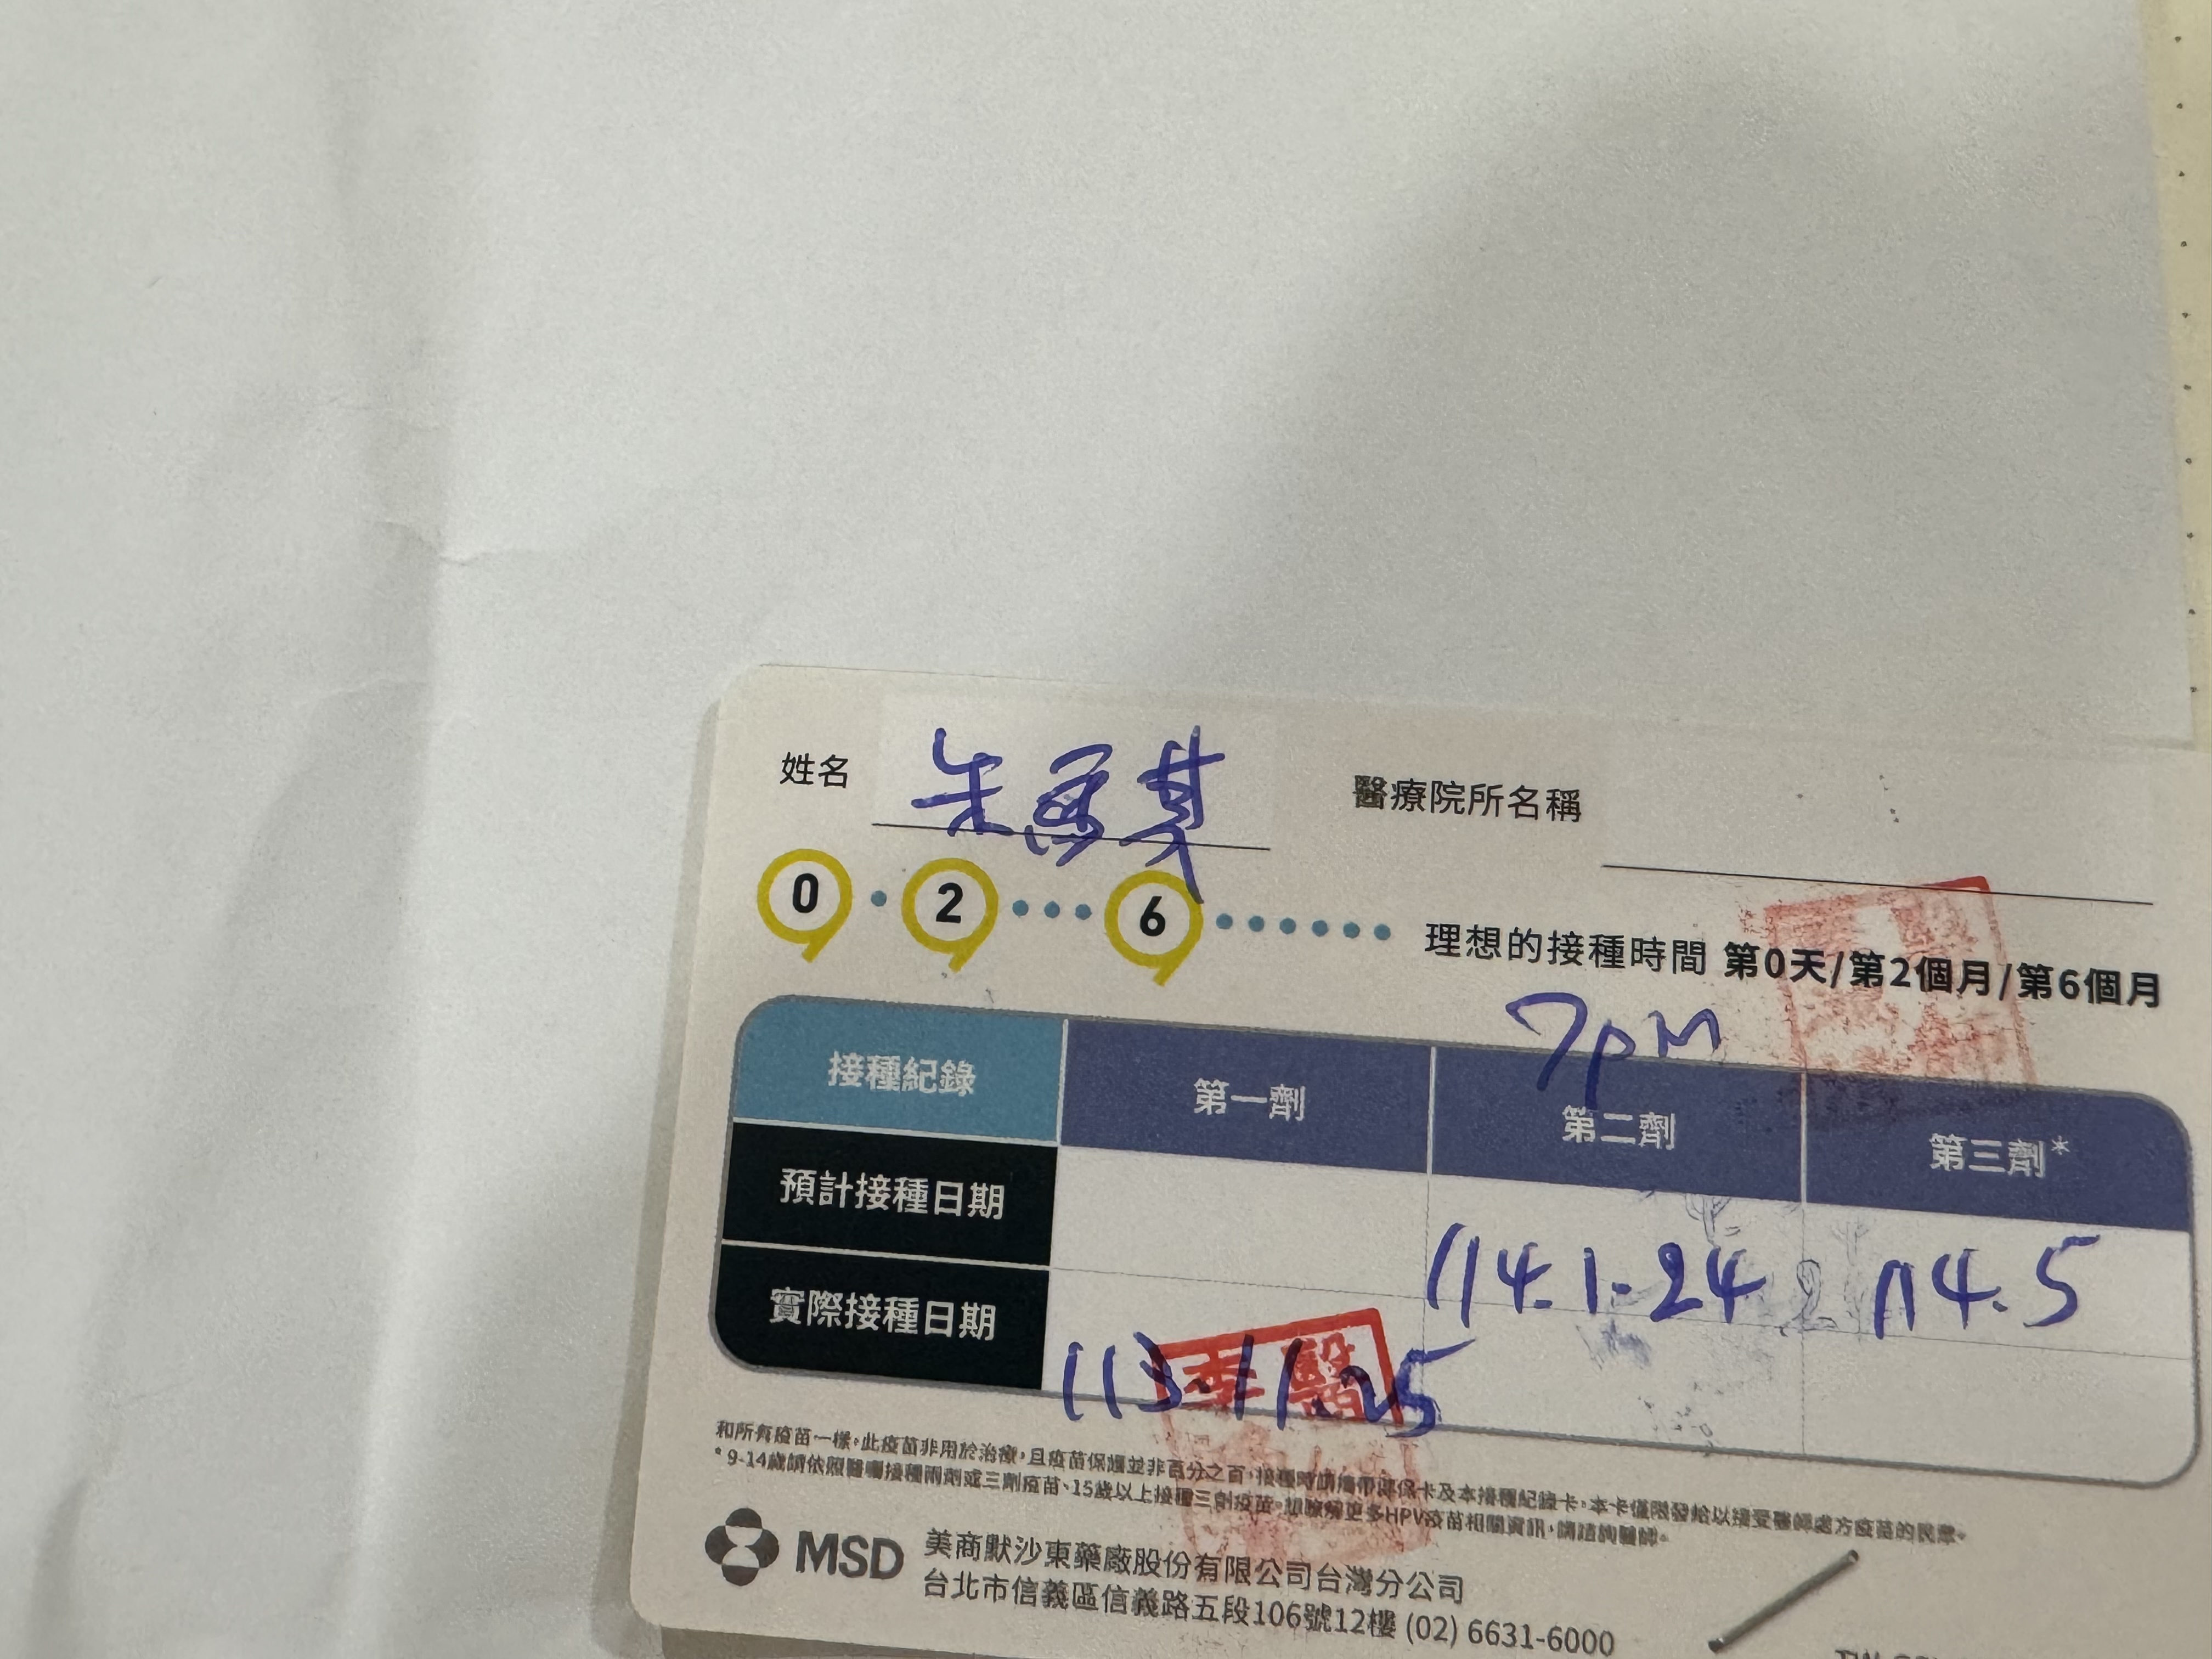 姓名 朱 醫療院所名稱
0 2 6 理想的接種時間 第0天/第2個月/第6個月
7PM
接種紀錄 第一劑 第二劑 第三劑*
預計接種日期 114.1.24 114.5
實際接種日期 113.11.25
和所有疫苗一樣，此疫苗非用於治療，且疫苗保護並非百分之百，接種時請攜帶健保卡及本接種紀錄卡。本卡僅限發給以接受醫師處方疫苗的民眾。
* 9-14歲請依照醫囑接種兩劑或三劑疫苗、15歲以上接種三劑疫苗。想瞭解更多HPV疫苗相關資訊，請諮詢醫師。
MSD 美商默沙東藥廠股份有限公司台灣分公司
台北市信義區信義路五段106號12樓 (02) 6631-6000